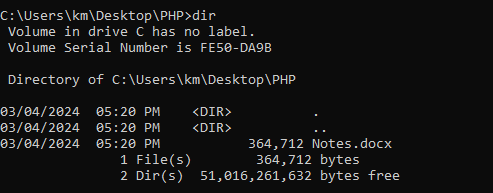 C:\Users\km\Desktop\PHP>dir
 Volume in drive C has no label.
 Volume Serial Number is FE50-DA9B

 Directory of C:\Users\km\Desktop\PHP

03/04/2024  05:20 PM    <DIR>          .
03/04/2024  05:20 PM    <DIR>          ..
03/04/2024  05:20 PM           364,712 Notes.docx
               1 File(s)        364,712 bytes
               2 Dir(s)  51,016,261,632 bytes free